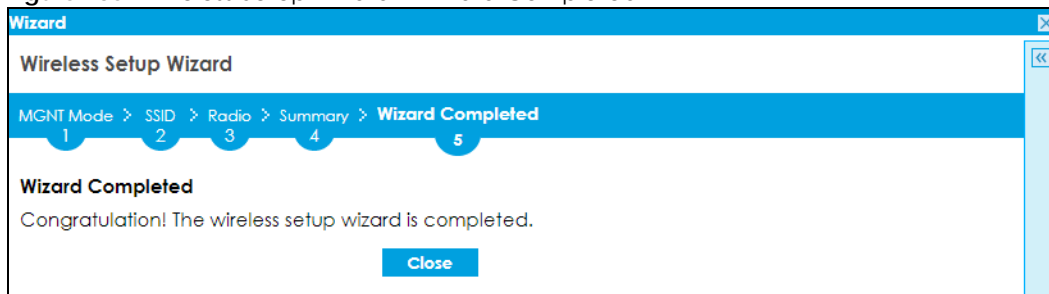 Wizard
Wireless Setup Wizard
MGNT Mode > SSID > Radio > Summary > Wizard Completed
1 2 3 4 5
Wizard Completed
Congratulation! The wireless setup wizard is completed.
Close